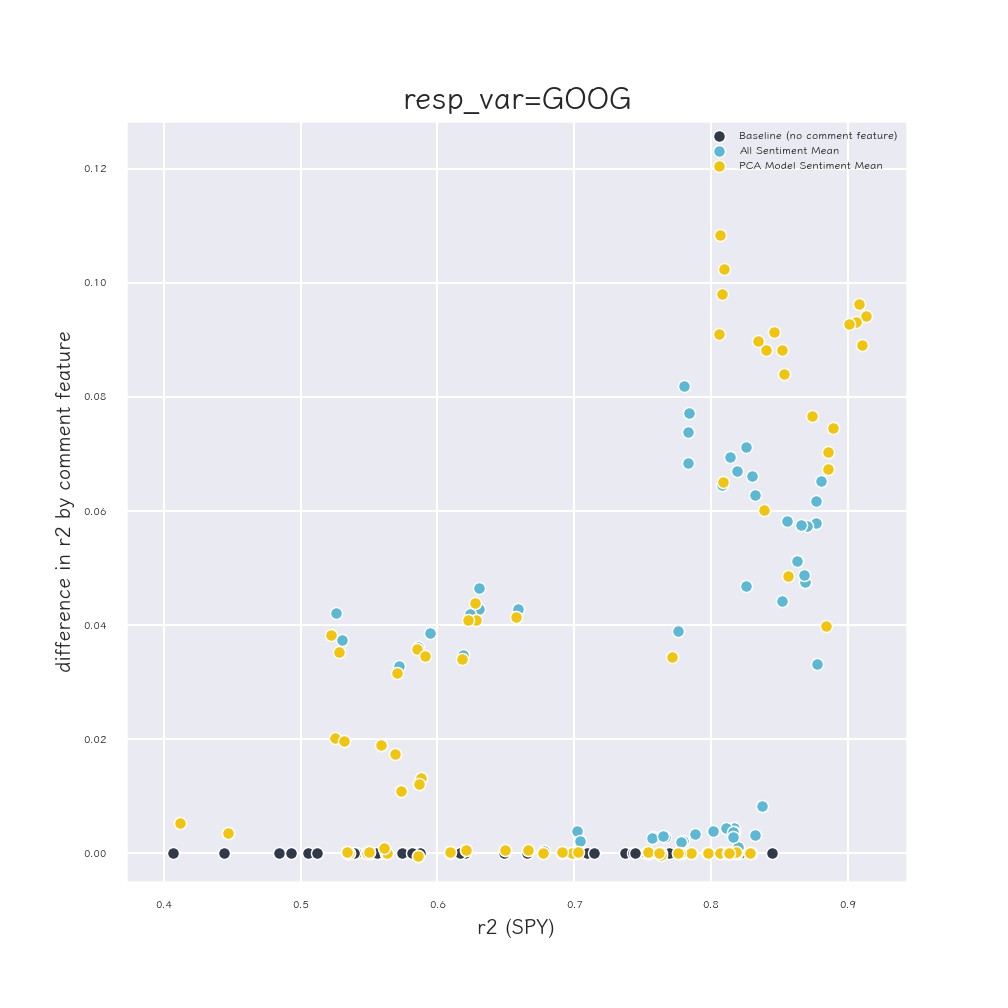 resp_var=GOOG
Baseline (no comment feature)
All Sentiment Mean
PCA Model Sentiment Mean
difference in r2 by comment feature
0.12
0.10
0.08
0.06
0.04
0.02
0.00
0.4 0.5 0.6 0.7 0.8 0.9
r2 (SPY)